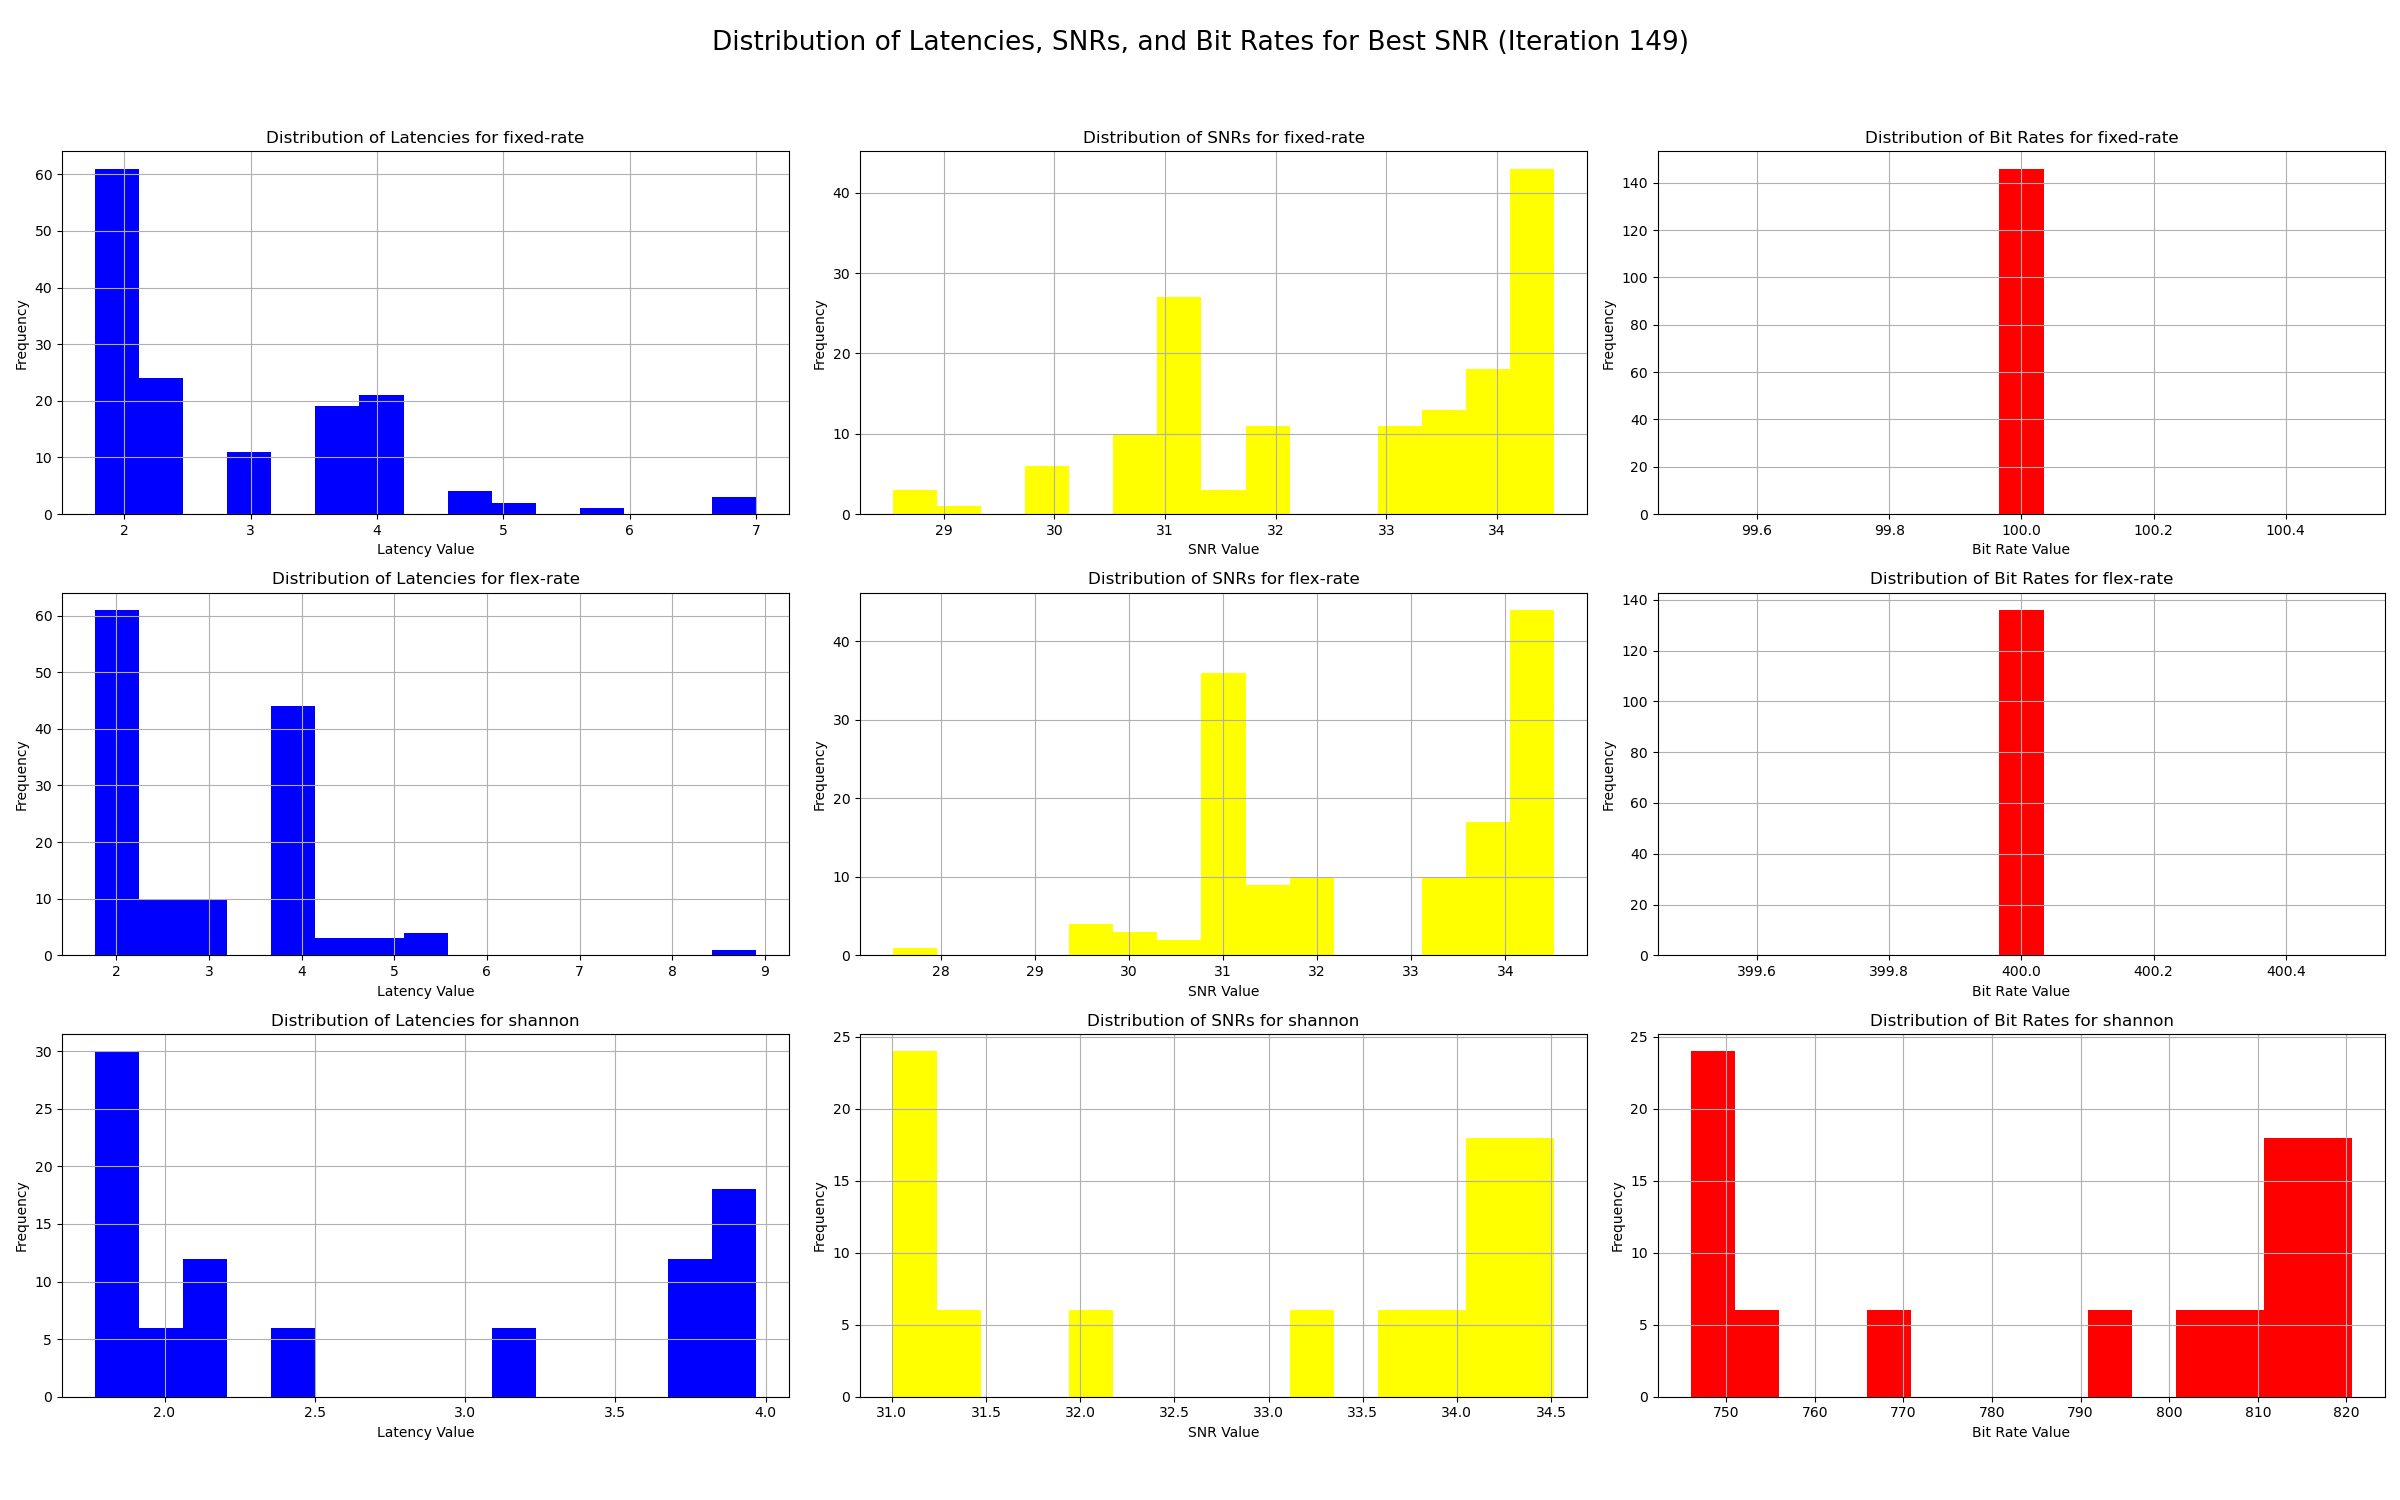 Distribution of Latencies, SNRs, and Bit Rates for Best SNR (Iteration 149)
Distribution of Latencies for fixed-rate
Frequency
60
50
40
30
20
10
0
2 3 4 5 6 7
Latency Value
Distribution of SNRs for fixed-rate
Frequency
40
30
20
10
0
29 30 31 32 33 34
SNR Value
Distribution of Bit Rates for fixed-rate
Frequency
140
120
100
80
60
40
20
0
99.6 99.8 100.0 100.2 100.4
Bit Rate Value
Distribution of Latencies for flex-rate
Frequency
60
50
40
30
20
10
0
2 3 4 5 6 7 8 9
Latency Value
Distribution of SNRs for flex-rate
Frequency
40
30
20
10
0
28 29 30 31 32 33 34
SNR Value
Distribution of Bit Rates for flex-rate
Frequency
140
120
100
80
60
40
20
0
399.6 399.8 400.0 400.2 400.4
Bit Rate Value
Distribution of Latencies for shannon
Frequency
30
25
20
15
10
5
0
2.0 2.5 3.0 3.5 4.0
Latency Value
Distribution of SNRs for shannon
Frequency
25
20
15
10
5
0
31.0 31.5 32.0 32.5 33.0 33.5 34.0 34.5
SNR Value
Distribution of Bit Rates for shannon
Frequency
25
20
15
10
5
0
750 760 770 780 790 800 810 820
Bit Rate Value